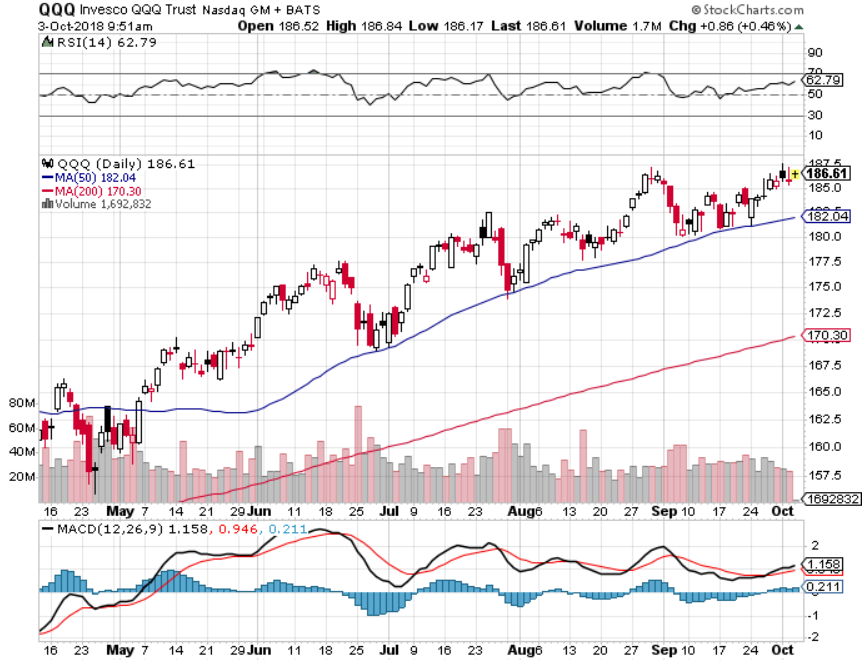 QQQ Invesco QQQ Trust Nasdaq GM + BATS © StockCharts.com
3-Oct-2018 9:51am Open 186.52 High 186.84 Low 186.17 Last 186.61 Volume 1.7M Chg +0.86 (+0.46%)
RSI(14) 62.79
90
70
62.79
50
30
10
QQQ (Daily) 186.61
MA(50) 182.04
MA(200) 170.30
Volume 1,692,832
187.5
186.61
185.0
182.04
180.0
177.5
175.0
172.5
170.30
167.5
165.0
162.5
160.0
157.5
1692832
80M
60M
40M
20M
16 23 May 7 14 21 29 Jun 11 18 25 Jul 9 16 23 Aug 6 13 20 27 Sep 10 17 24 Oct
MACD(12,26,9) 1.158, 0.946, 0.211
2
1.158
0.211
-1
-2
16 23 May 7 14 21 29 Jun 11 18 25 Jul 9 16 23 Aug 6 13 20 27 Sep 10 17 24 Oct